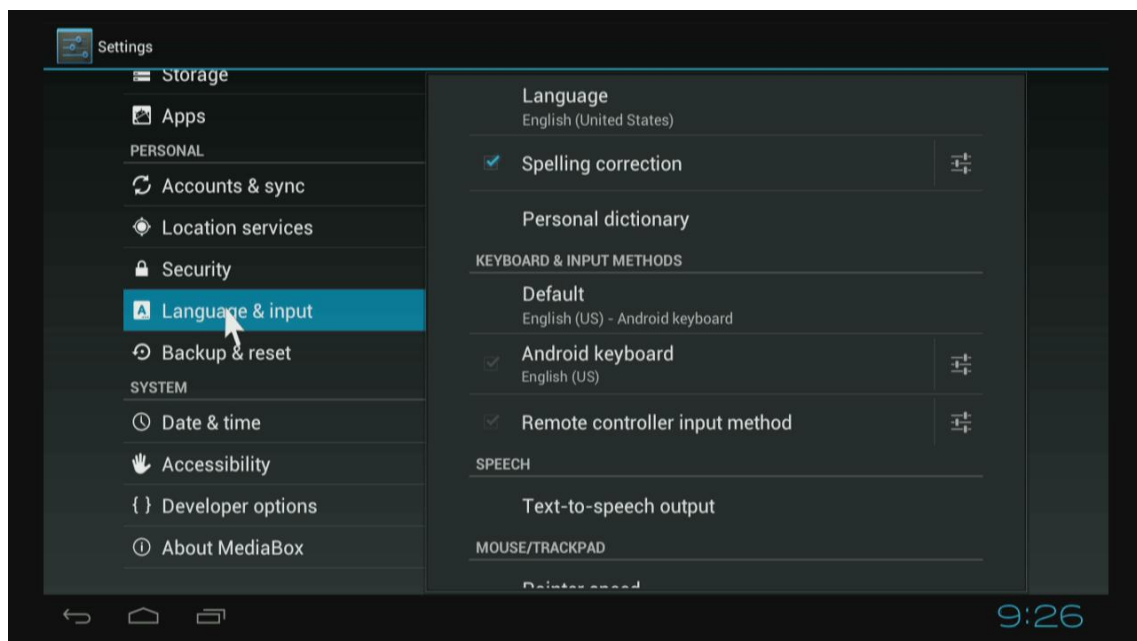 Settings
Storage
Apps
PERSONAL
Accounts & sync
Location services
Security
Language & input
Backup & reset
SYSTEM
Date & time
Accessibility
{ } Developer options
About MediaBox
Language
English (United States)
Spelling correction
Personal dictionary
KEYBOARD & INPUT METHODS
Default
English (US) - Android keyboard
Android keyboard
English (US)
Remote controller input method
SPEECH
Text-to-speech output
MOUSE/TRACKPAD
Pointer speed
9:26